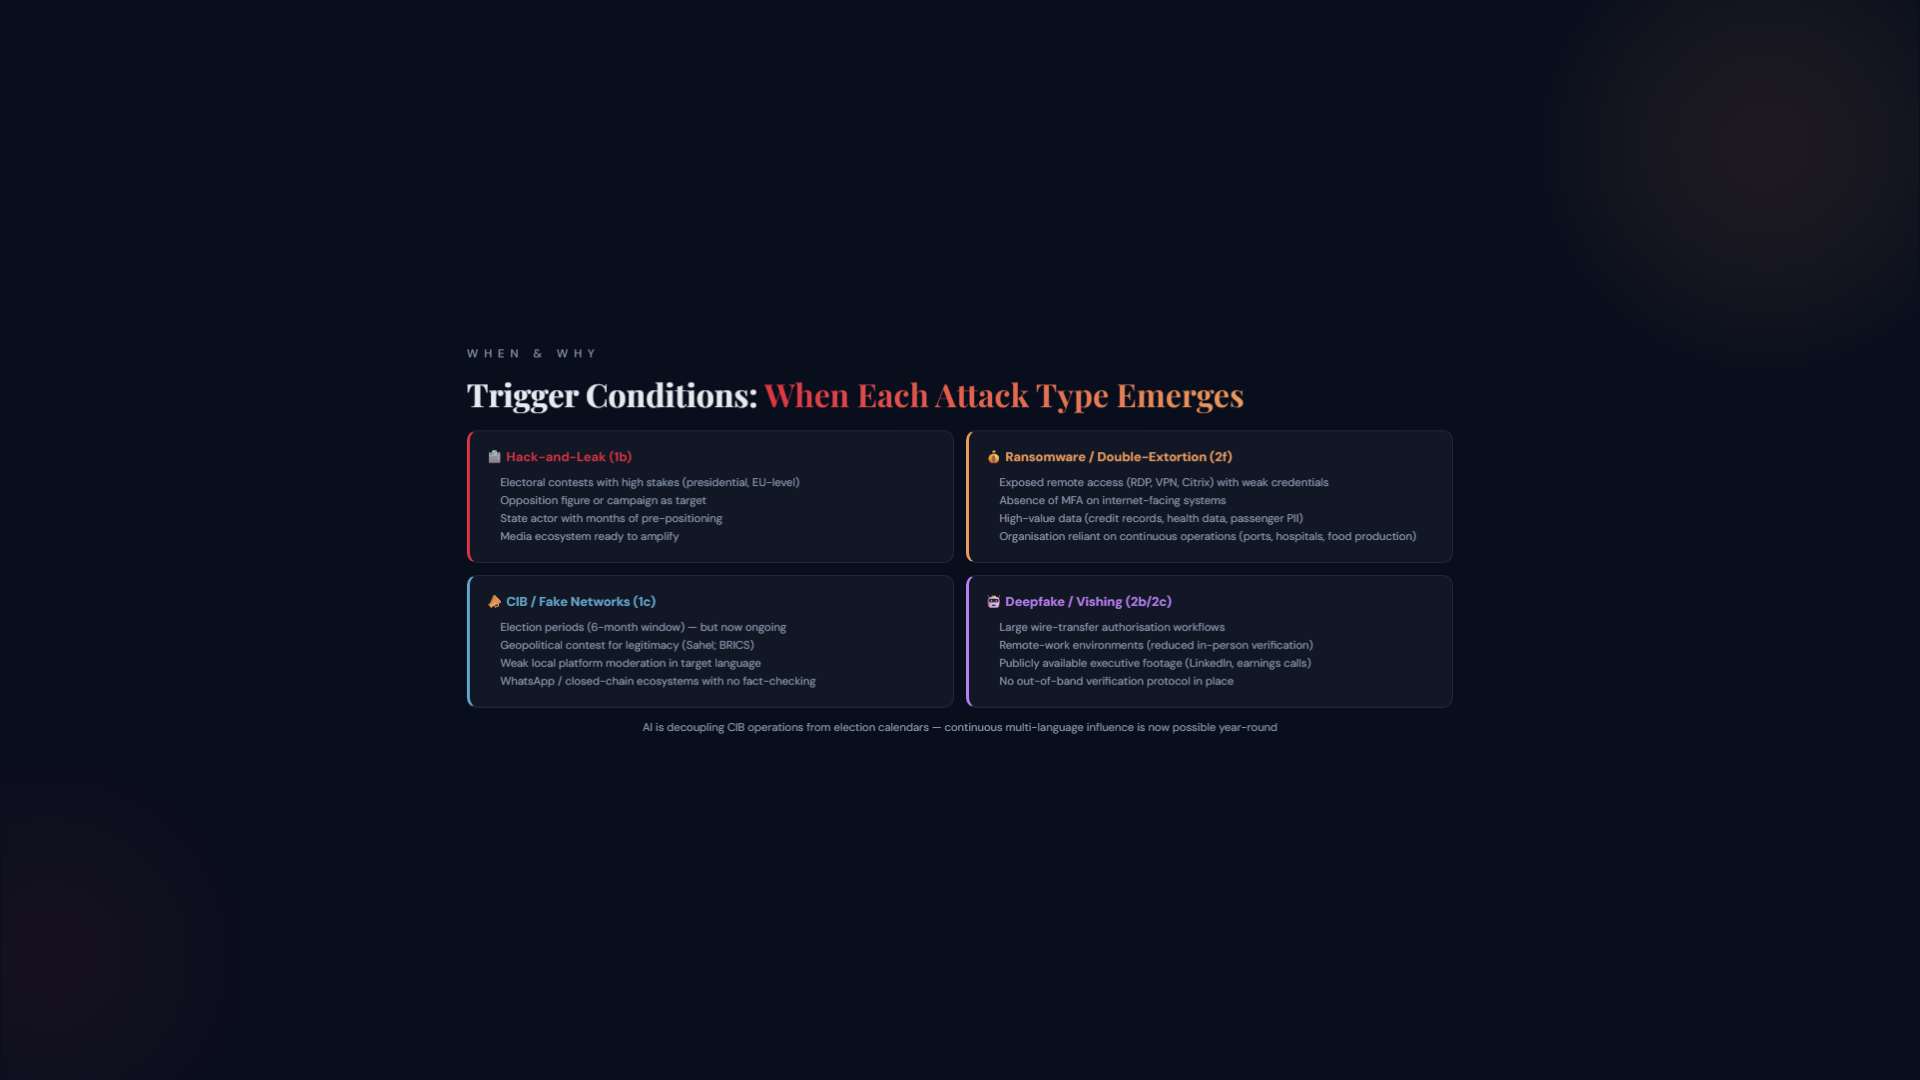 WHEN & WHY
Trigger Conditions: When Each Attack Type Emerges
Hack-and-Leak (1b)
Electoral contests with high stakes (presidential, EU-level)
Opposition figure or campaign as target
State actor with months of pre-positioning
Media ecosystem ready to amplify
Ransomware / Double-Extortion (2f)
Exposed remote access (RDP, VPN, Citrix) with weak credentials
Absence of MFA on internet-facing systems
High-value data (credit records, health data, passenger PII)
Organisation reliant on continuous operations (ports, hospitals, food production)
CIB / Fake Networks (1c)
Election periods (6-month window) — but now ongoing
Geopolitical contest for legitimacy (Sahel; BRICS)
Weak local platform moderation in target language
WhatsApp / closed-chain ecosystems with no fact-checking
Deepfake / Vishing (2b/2c)
Large wire-transfer authorisation workflows
Remote-work environments (reduced in-person verification)
Publicly available executive footage (LinkedIn, earnings calls)
No out-of-band verification protocol in place
AI is decoupling CIB operations from election calendars — continuous multi-language influence is now possible year-round